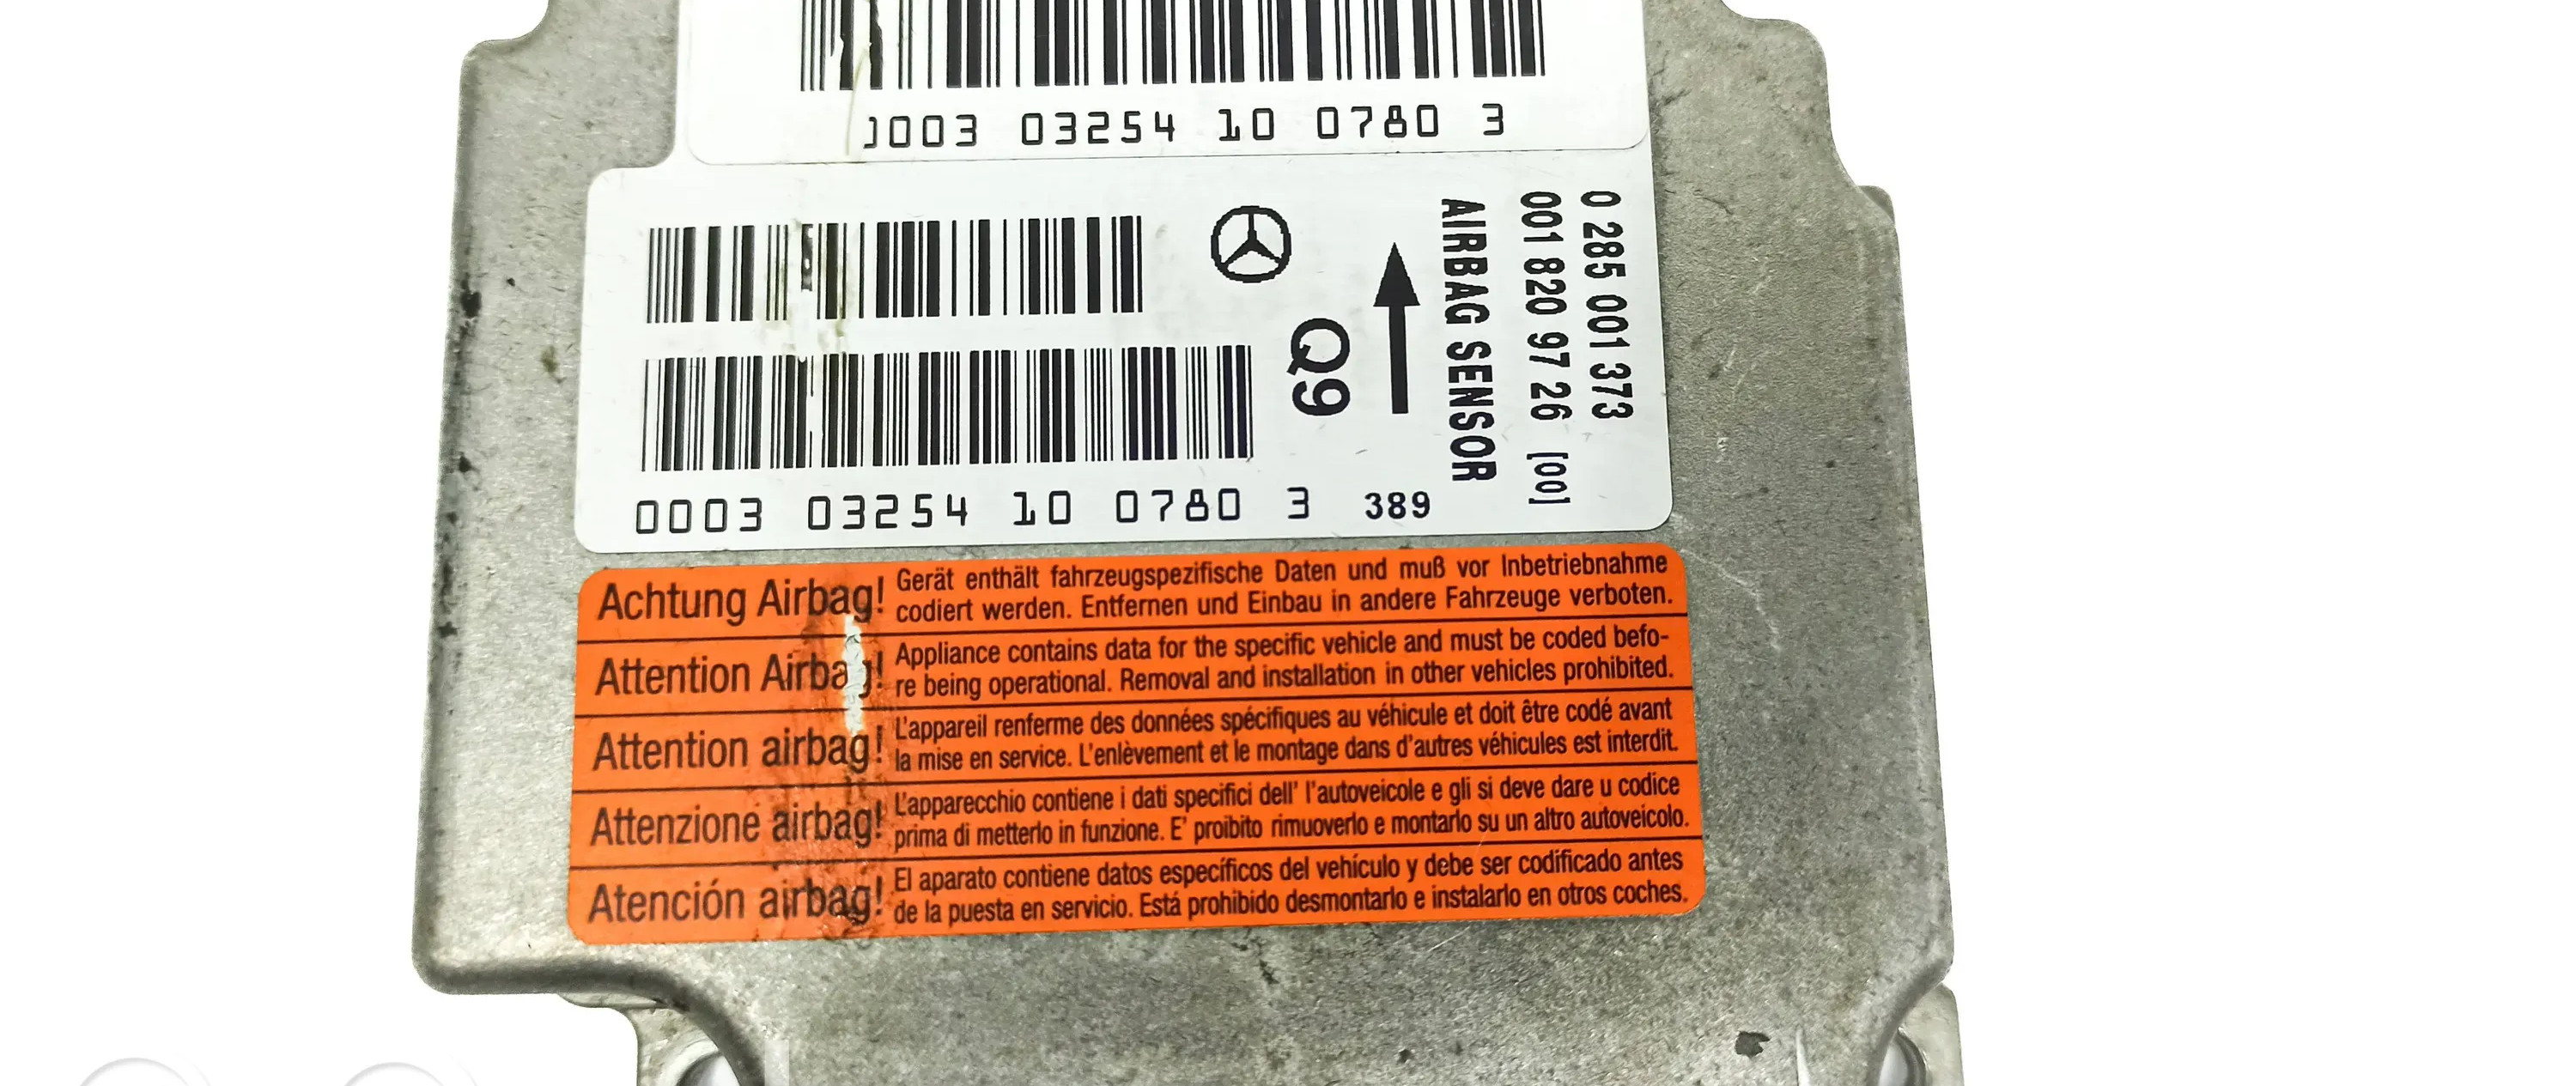 0003 03254 10 0780 3
0 285 001 373
001 820 97 26 [00]
AIRBAG SENSOR
Q9
0003 03254 10 0780 3 389
Achtung Airbag! Gerät enthält fahrzeugspezifische Daten und muß vor Inbetriebnahme
codiert werden. Entfernen und Einbau in andere Fahrzeuge verboten.
Attention Airbag! Appliance contains data for the specific vehicle and must be coded befo-
re being operational. Removal and installation in other vehicles prohibited.
Attention airbag! L'appareil renferme des données spécifiques au véhicule et doit être codé avant
la mise en service. L'enlèvement et le montage dans d'autres véhicules est interdit.
Attenzione airbag! L'apparecchio contiene i dati specifici dell' l'autoveicole e gli si deve dare u codice
prima di metterlo in funzione. E' proibito rimuoverlo e montarlo su un altro autoveicolo.
Atención airbag! El aparato contiene datos específicos del vehículo y debe ser codificado antes
de la puesta en servicio. Está prohibido desmontarlo e instalarlo en otros coches.